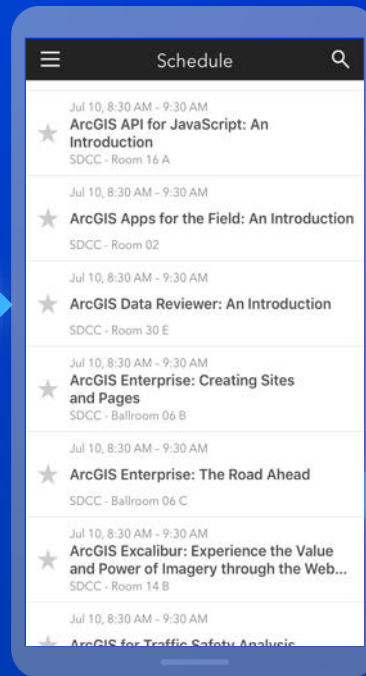 Schedule
Jul 10, 8:30 AM - 9:30 AM
ArcGIS API for JavaScript: An
Introduction
SDCC - Room 16 A
Jul 10, 8:30 AM - 9:30 AM
ArcGIS Apps for the Field: An Introduction
SDCC - Room 02
Jul 10, 8:30 AM - 9:30 AM
ArcGIS Data Reviewer: An Introduction
SDCC - Room 30 E
Jul 10, 8:30 AM - 9:30 AM
ArcGIS Enterprise: Creating Sites
and Pages
SDCC - Ballroom 06 B
Jul 10, 8:30 AM - 9:30 AM
ArcGIS Enterprise: The Road Ahead
SDCC - Ballroom 06 C
Jul 10, 8:30 AM - 9:30 AM
ArcGIS Excalibur: Experience the Value
and Power of Imagery through the Web...
SDCC - Room 14 B
Jul 10, 8:30 AM - 9:30 AM
ArcGIS for Traffic Safety Analysis